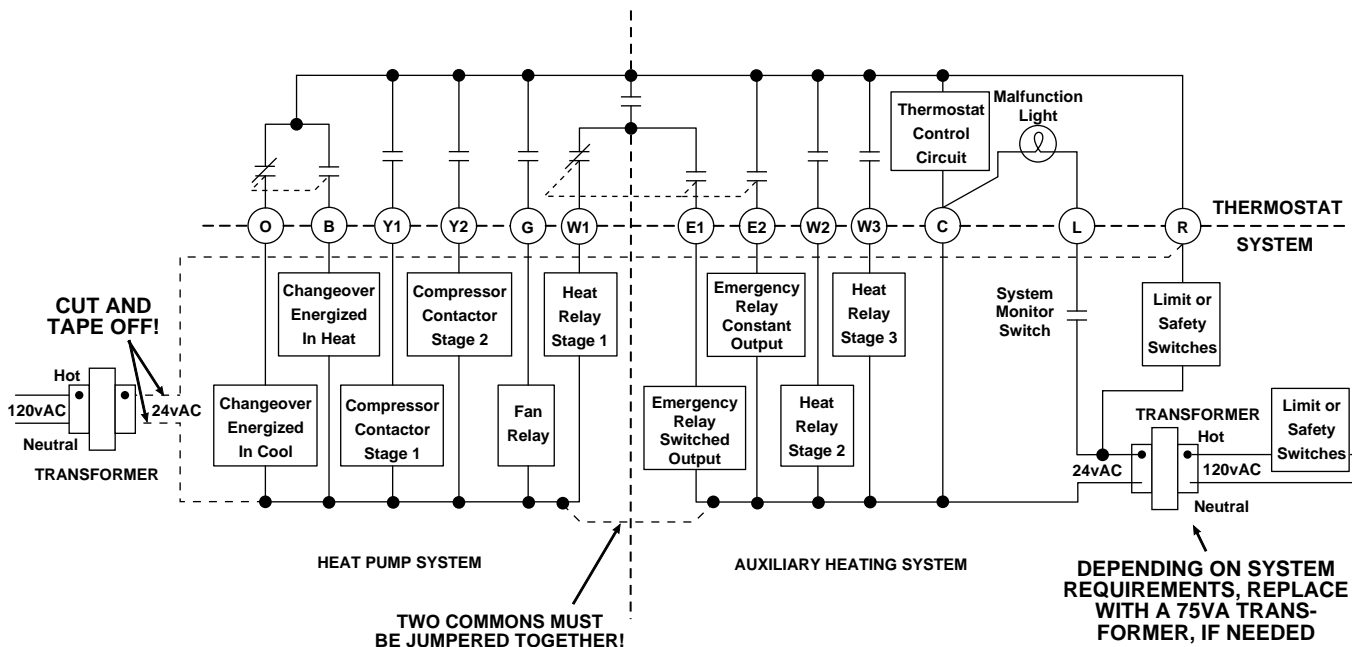 Malfunction
Light
Thermostat
Control
Circuit
O
B
Y1
Y2
G
W1
E1
E2
W2
W3
C
L
R
THERMOSTAT
SYSTEM
CUT AND
TAPE OFF!
Changeover
Energized
In Heat
Compressor
Contactor
Stage 2
Heat
Relay
Stage 1
Emergency
Relay
Constant
Output
Heat
Relay
Stage 3
System
Monitor
Switch
Limit or
Safety
Switches
Hot
120vAC
24vAC
Neutral
TRANSFORMER
Changeover
Energized
In Cool
Compressor
Contactor
Stage 1
Fan
Relay
Emergency
Relay
Switched
Output
Heat
Relay
Stage 2
TRANSFORMER
Hot
24vAC
120vAC
Neutral
Limit or
Safety
Switches
HEAT PUMP SYSTEM
AUXILIARY HEATING SYSTEM
TWO COMMONS MUST
BE JUMPERED TOGETHER!
DEPENDING ON SYSTEM
REQUIREMENTS, REPLACE
WITH A 75VA TRANS-
FORMER, IF NEEDED